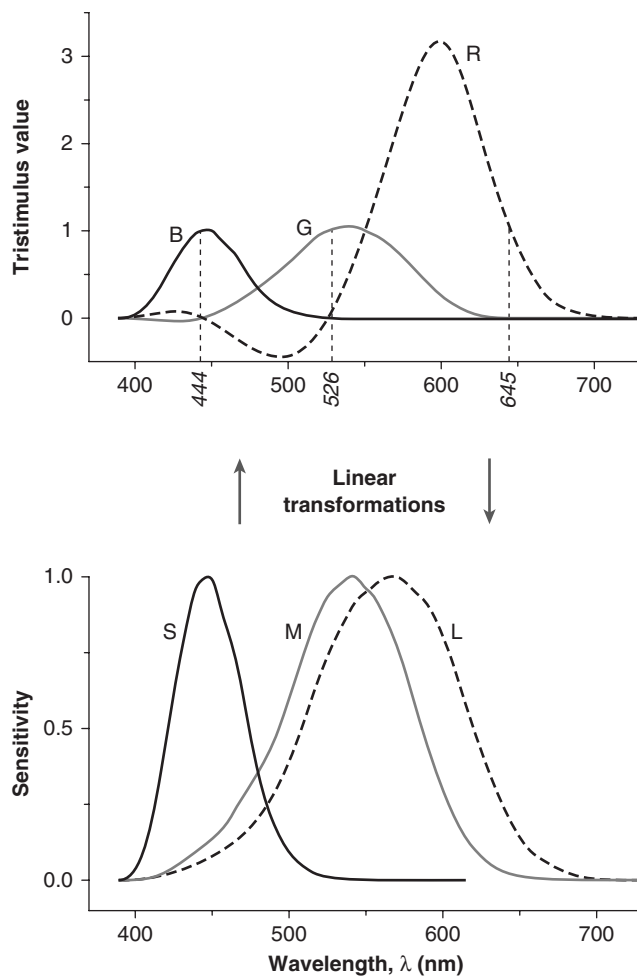 Tristimulus value
3
2
1
0
R
B
G
400
444
500
526
600
645
700
Linear
transformations
Sensitivity
1.0
0.5
0.0
S
M
L
400
500
600
700
Wavelength, λ (nm)